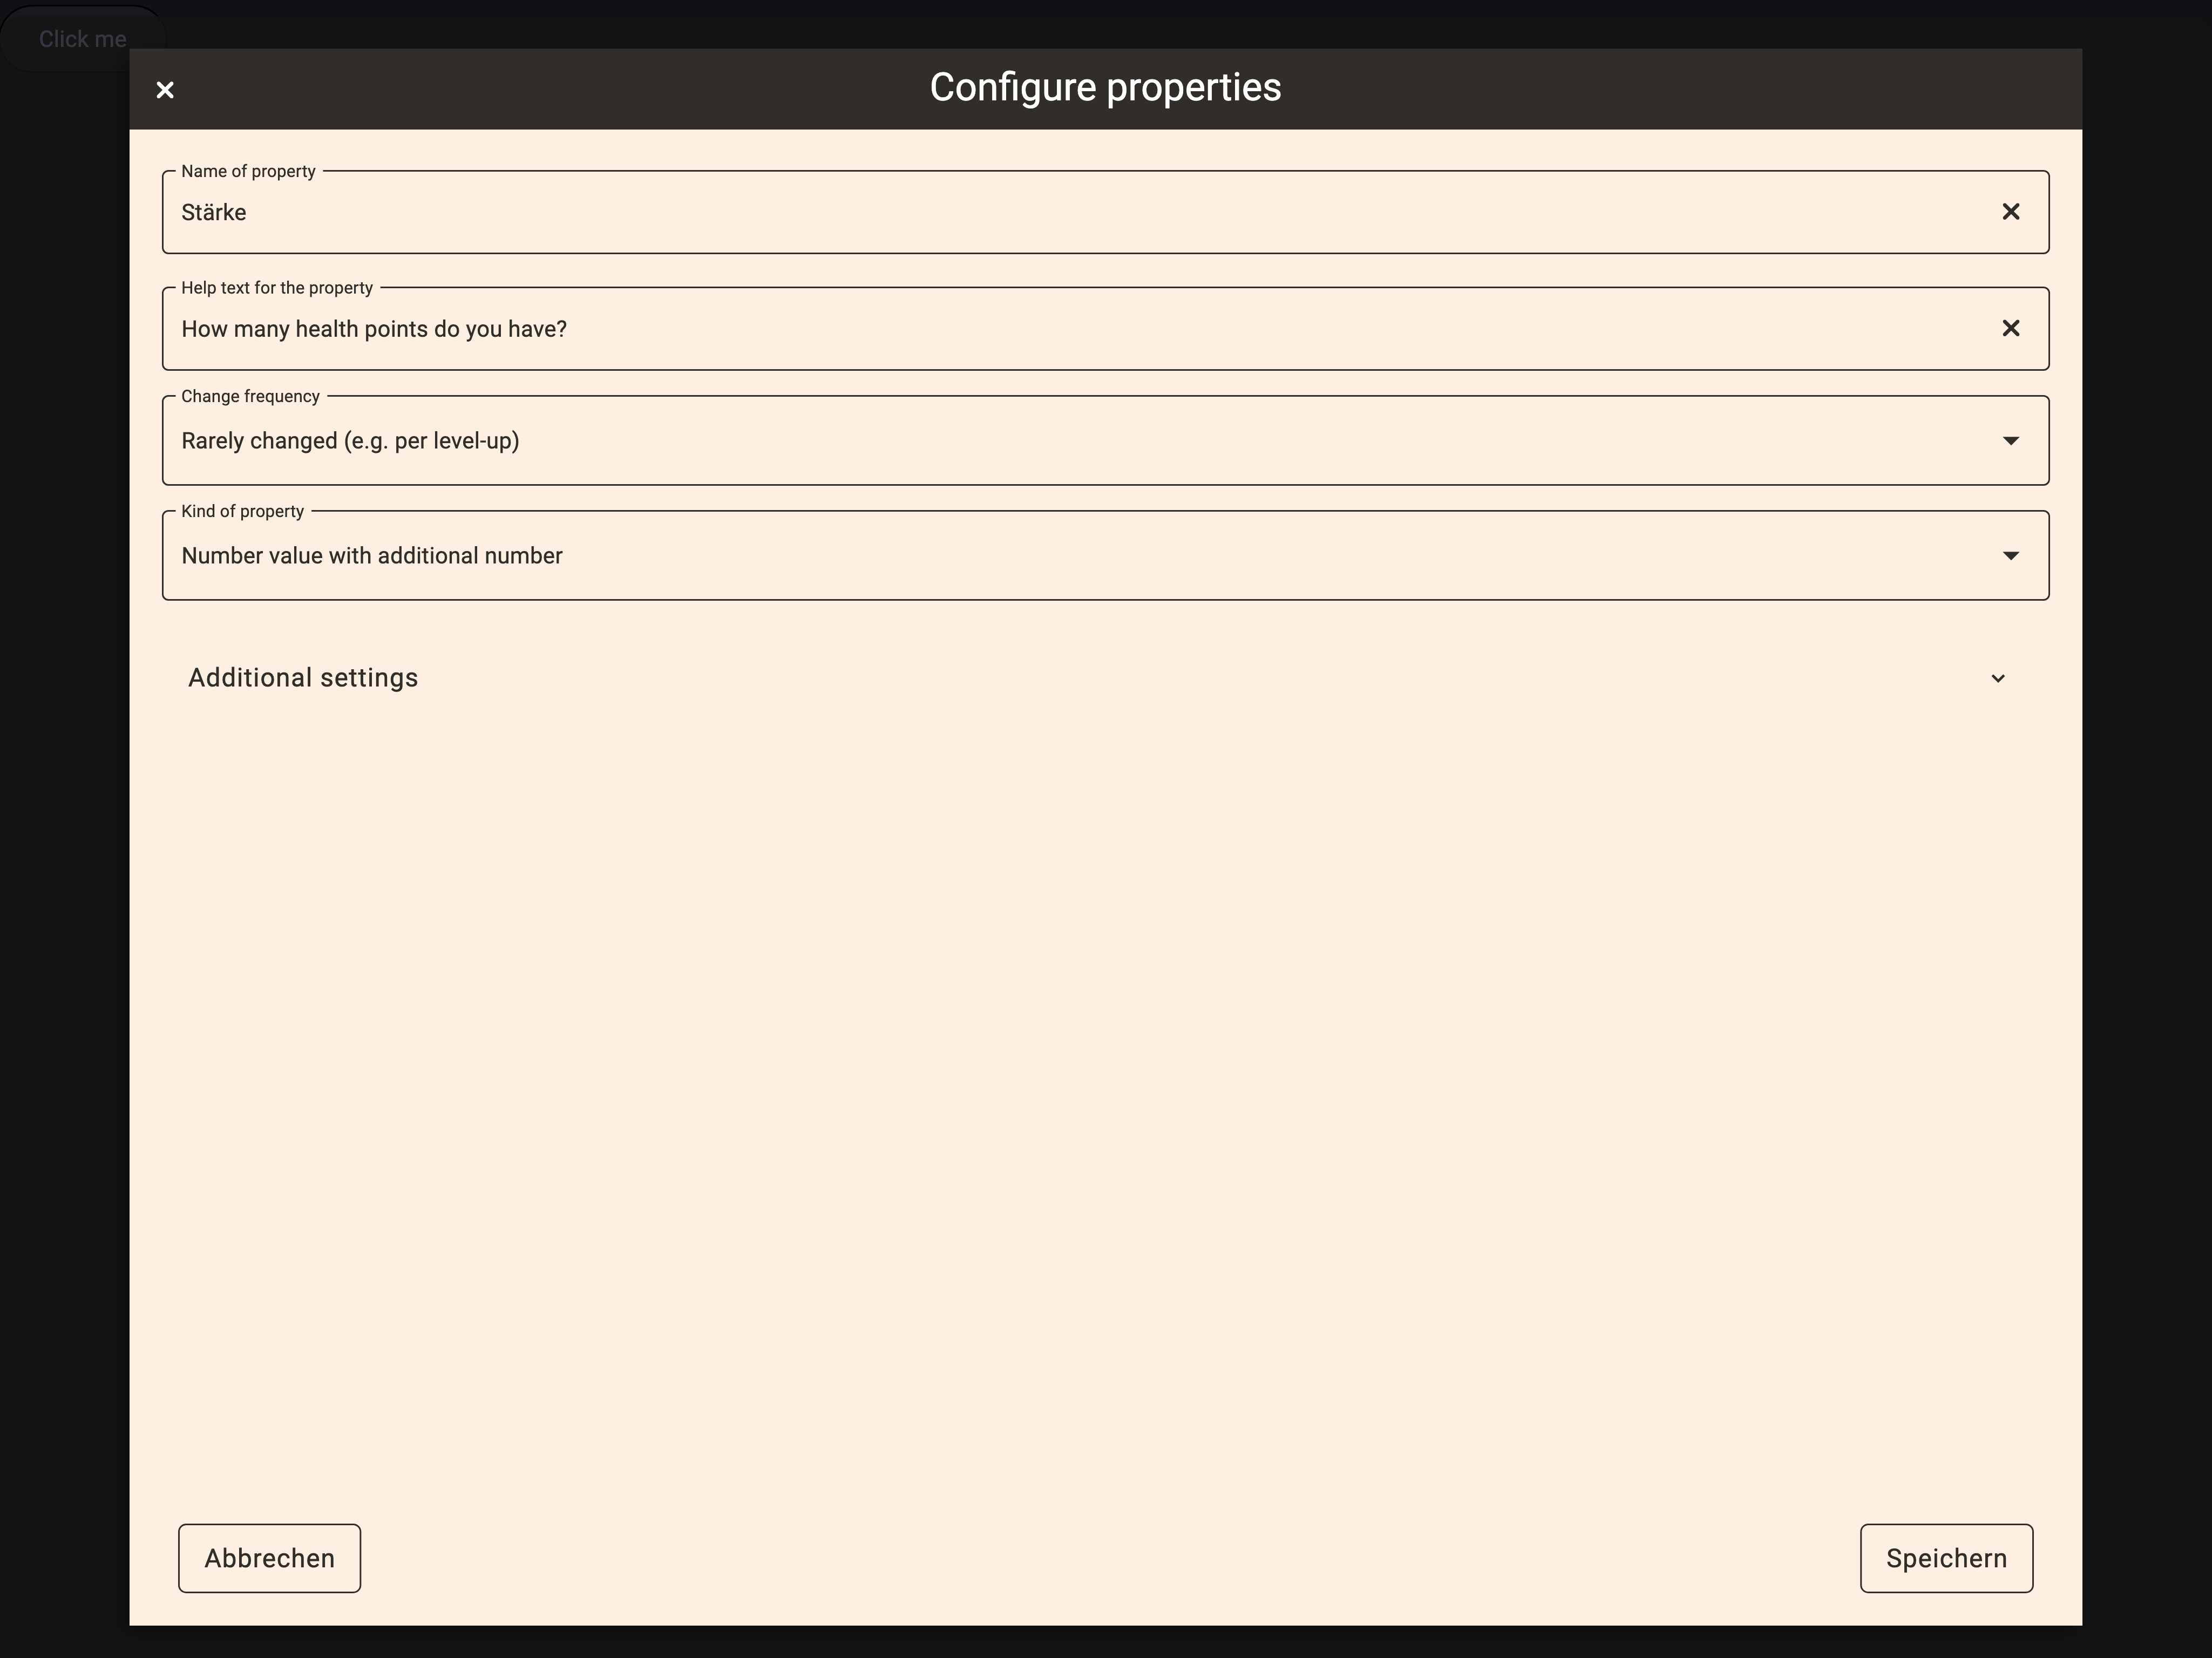 Click me
Configure properties
Name of property
Stärke
Help text for the property
How many health points do you have?
Change frequency
Rarely changed (e.g. per level-up)
Kind of property
Number value with additional number
Additional settings
Abbrechen
Speichern